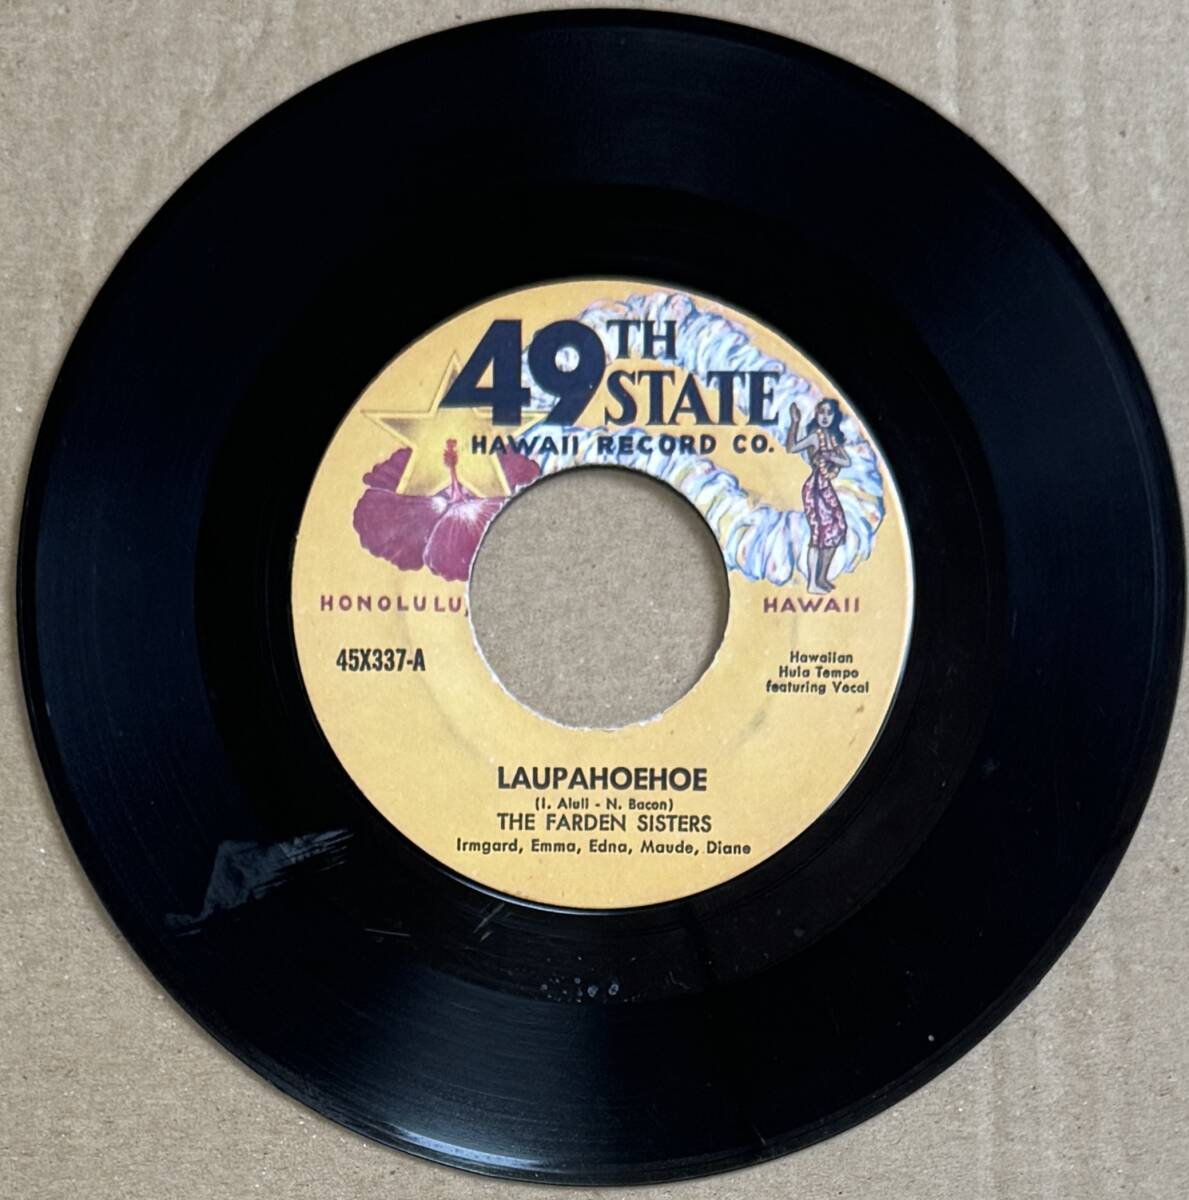 49TH STATE
HAWAII RECORD CO.
HONOLULU, HAWAII
45X337-A
Hawaiian
Hula Tempo
featuring Vocal
LAUPAHOEHOE
(I. Aluli - N. Bacon)
THE FARDEN SISTERS
Irmgard, Emma, Edna, Maude, Diane